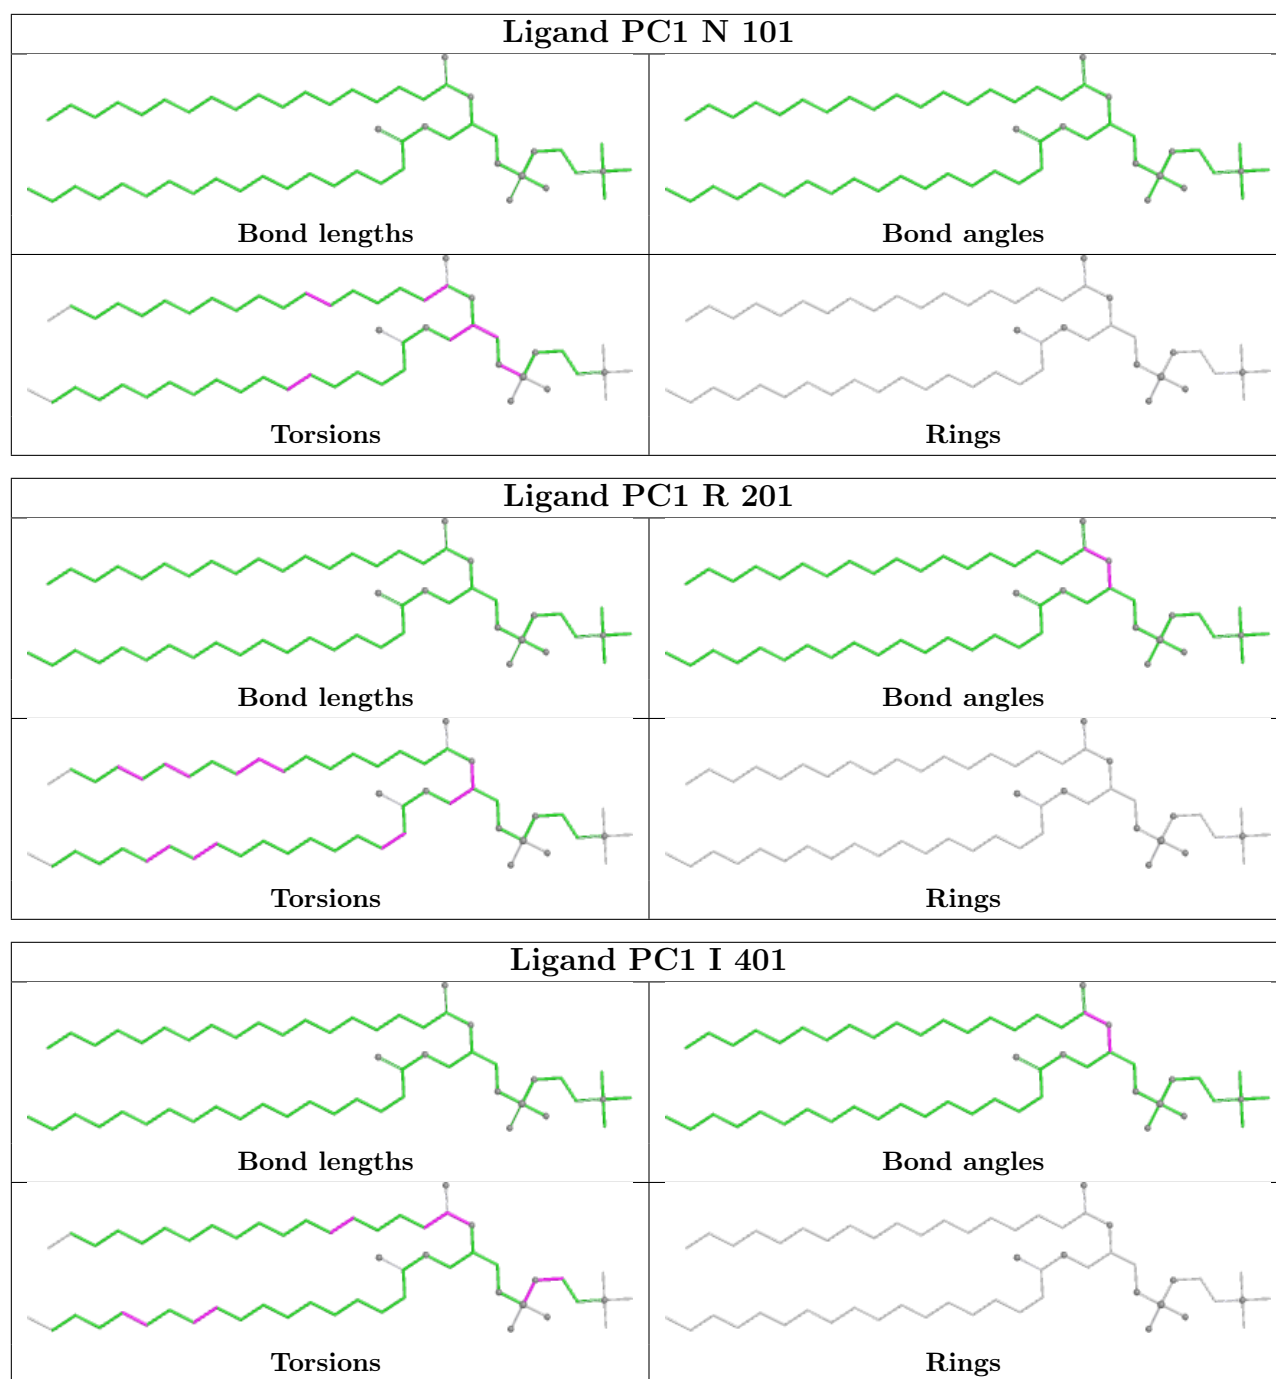 Ligand PC1 N 101
Bond lengths
Bond angles
Torsions
Rings
Ligand PC1 R 201
Bond lengths
Bond angles
Torsions
Rings
Ligand PC1 I 401
Bond lengths
Bond angles
Torsions
Rings